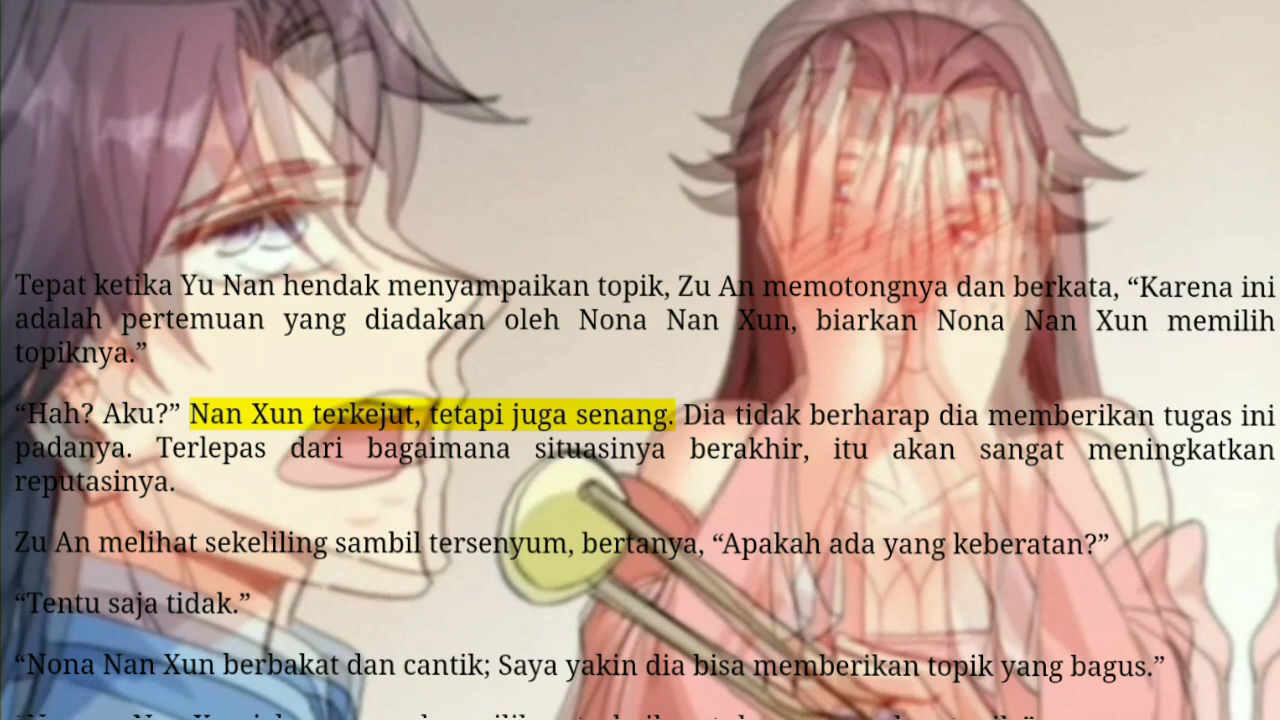 Tepat ketika Yu Nan hendak menyampaikan topik, Zu An memotongnya dan berkata, “Karena ini
adalah pertemuan yang diadakan oleh Nona Nan Xun, biarkan Nona Nan Xun memilih
topiknya.”
“Hah? Aku?” Nan Xun terkejut, tetapi juga senang. Dia tidak berharap dia memberikan tugas ini
padanya. Terlepas dari bagaimana situasinya berakhir, itu akan sangat meningkatkan
reputasinya.
Zu An melihat sekeliling sambil tersenyum, bertanya, “Apakah ada yang keberatan?”
“Tentu saja tidak.”
“Nona Nan Xun berbakat dan cantik; Saya yakin dia bisa memberikan topik yang bagus.”